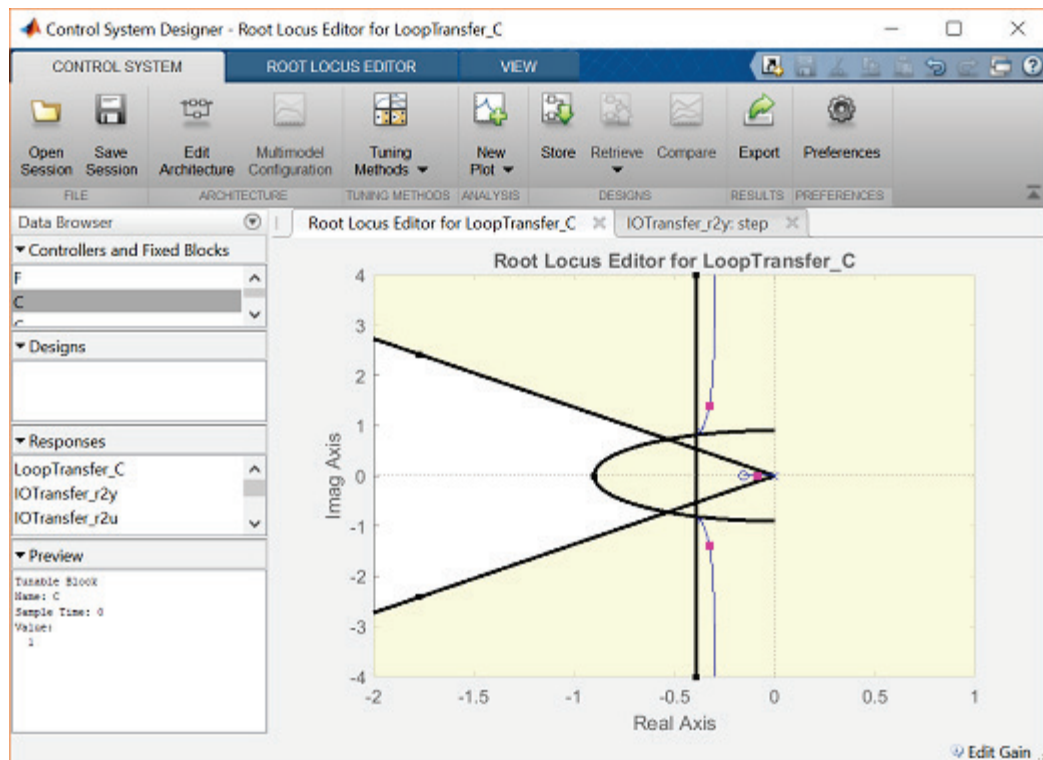 Control System Designer - Root Locus Editor for LoopTransfer_C
CONTROL SYSTEM ROOT LOCUS EDITOR VIEW
Open Session
Save Session
Edit Architecture
Multimodel Configuration
Tuning Methods
New Plot
Store
Retrieve
Compare
Export
Preferences
FILE ARCHITECTURE TUNING METHODS ANALYSIS DESIGNS RESULTS PREFERENCES
Data Browser
Controllers and Fixed Blocks
F
C
Designs
Responses
LoopTransfer_C
IOTransfer_r2y
IOTransfer_r2u
Preview
Tunable Block
Name: C
Sample Time: 0
Value:
1
Root Locus Editor for LoopTransfer_C IOTransfer_r2y: step
Root Locus Editor for LoopTransfer_C
4
3
2
1
0
-1
-2
-3
-4
Imag Axis
-2 -1.5 -1 -0.5 0 0.5 1
Real Axis
Edit Gain